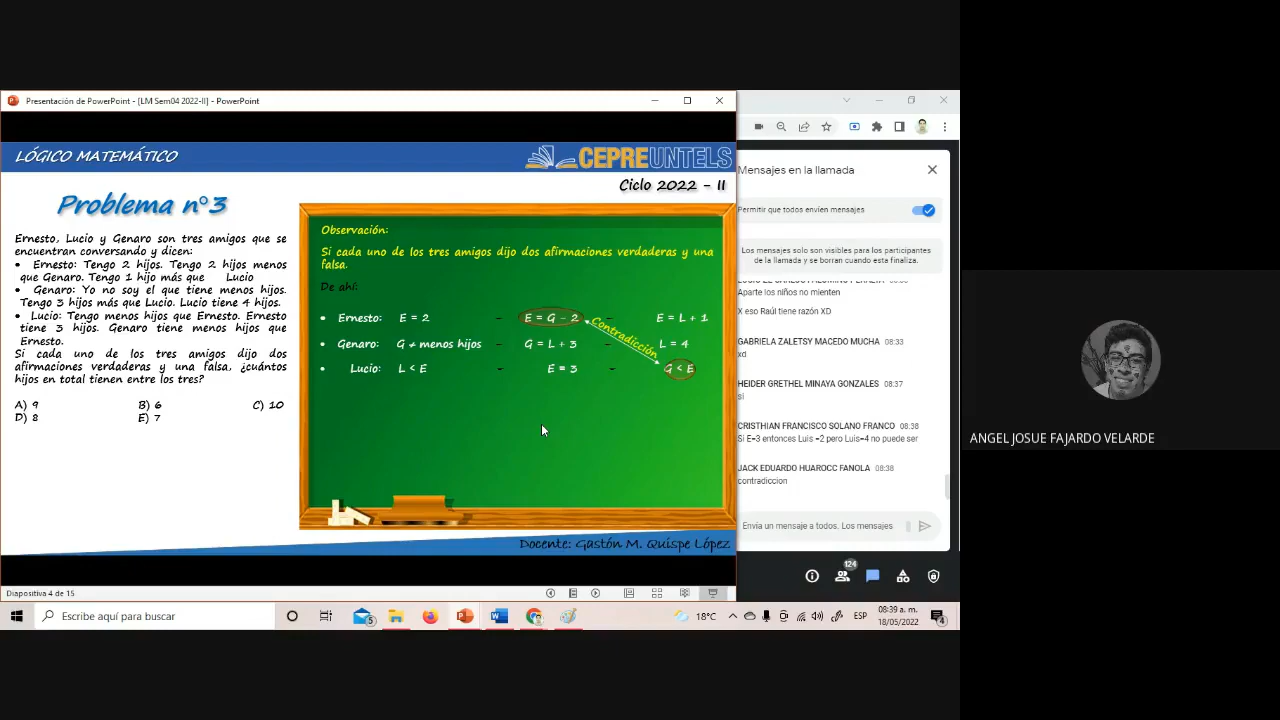 Presentación de PowerPoint - [LM Sem04 2022-II] - PowerPoint
LÓGICO MATEMÁTICO
CEPREUNTELS
Ciclo 2022 - II
Problema n°3
Ernesto, Lucio y Genaro son tres amigos que se
encuentran conversando y dicen:
• Ernesto: Tengo 2 hijos. Tengo 2 hijos menos
que Genaro. Tengo 1 hijo más que Lucio
• Genaro: Yo no soy el que tiene menos hijos.
Tengo 3 hijos más que Lucio. Lucio tiene 4 hijos.
• Lucio: Tengo menos hijos que Ernesto. Ernesto
tiene 3 hijos. Genaro tiene menos hijos que
Ernesto.
Si cada uno de los tres amigos dijo dos
afirmaciones verdaderas y una falsa, ¿cuántos
hijos en total tienen entre los tres?
A) 9 B) 6 C) 10
D) 8 E) 7
Observación:
Si cada uno de los tres amigos dijo dos afirmaciones verdaderas y una
falsa.
De ahí:
• Ernesto: E = 2 - E = G - 2 - E = L + 1
Contradicción
• Genaro: G ≠ menos hijos - G = L + 3 - L = 4
• Lucio: L < E - E = 3 - G < E
Docente: Gastón M. Quispe López
Diapositiva 4 de 15
Mensajes en la llamada
Permitir que todos envíen mensajes
Los mensajes solo son visibles para los participantes
de la llamada y se borran cuando esta finaliza.
Aparte los niños no mienten
X eso Raúl tiene razón XD
GABRIELA ZALETSY MACEDO MUCHA 08:33
xd
HEIDER GRETHEL MINAYA GONZALES 08:37
si
CRISTHIAN FRANCISCO SOLANO FRANCO 08:38
Si E=3 entonces Luis =2 pero Luis=4 no puede ser
JACK EDUARDO HUAROCC FANOLA 08:38
contradiccion
Envía un mensaje a todos. Los mensajes
124
ANGEL JOSUE FAJARDO VELARDE
Escribe aquí para buscar
5
18°C
ESP
08:39 a. m.
18/05/2022
4